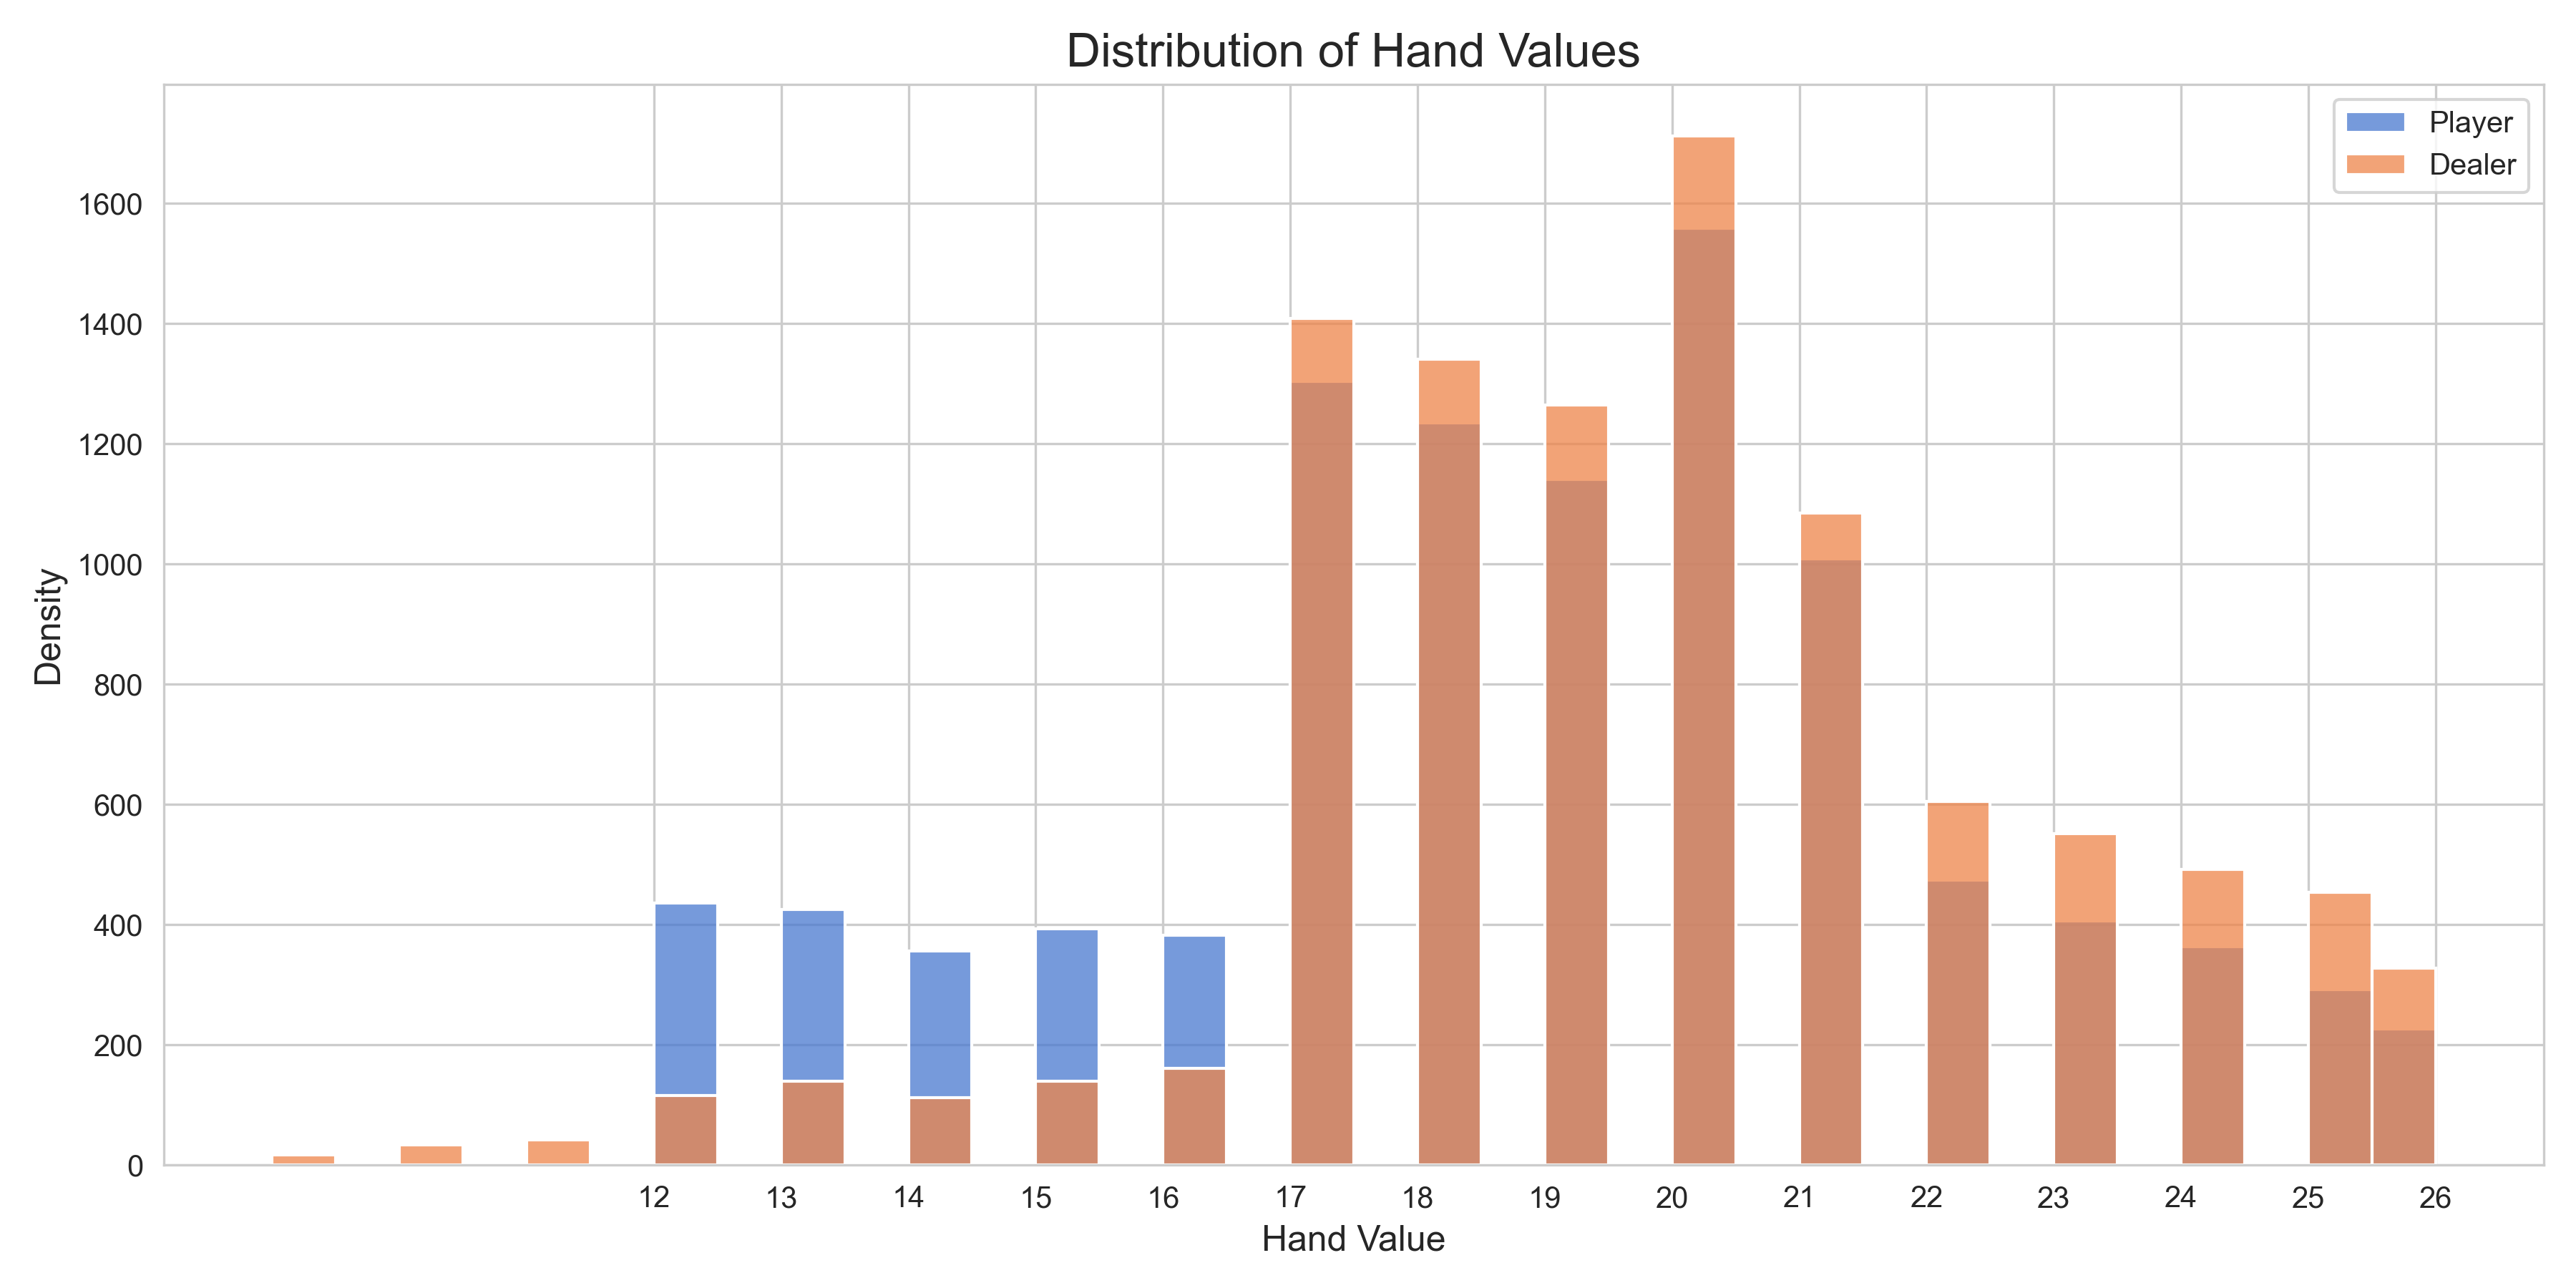 Distribution of Hand Values
Player
Dealer
Density
1600
1400
1200
1000
800
600
400
200
0
12 13 14 15 16 17 18 19 20 21 22 23 24 25 26
Hand Value